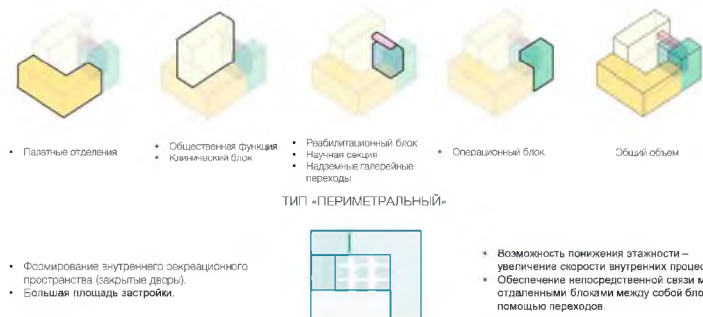 • Палатные отделения
• Общественная функция
• Клинический блок
• Реабилитационный блок
• Научная секция
• Надземные галерейные
переходы
• Операционный блок
Общий объем
ТИП «ПЕРИМЕТРАЛЬНЫЙ»
• Формирование внутреннего рекреационного
пространства (закрытые дворы).
• Большая площадь застройки.
• Возможность понижения этажности –
увеличение скорости внутренних процес
• Обеспечение непосредственной связи м
отдаленными блоками между собой бло
помощью переходов.